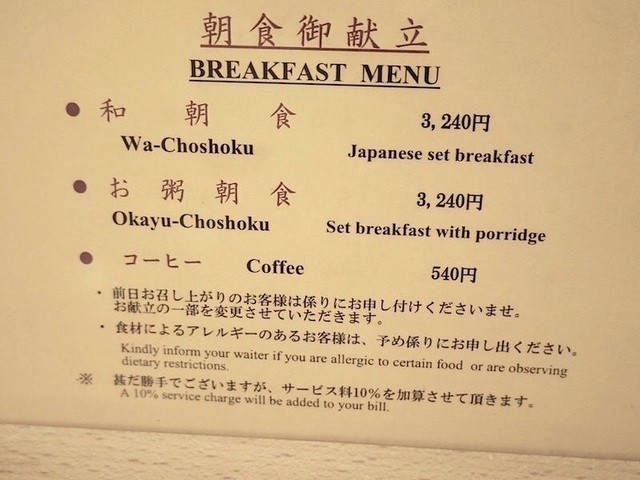 朝食御献立
BREAKFAST MENU
● 和朝食 3,240円
Wa-Choshoku Japanese set breakfast
● お粥朝食 3,240円
Okayu-Choshoku Set breakfast with porridge
● コーヒー Coffee 540円
・前日お召し上がりのお客様は係りにお申し付けくださいませ。
お献立の一部を変更させていただきます。
・食材によるアレルギーのあるお客様は、予め係りにお申し出ください。
Kindly inform your waiter if you are allergic to certain food or are observing
dietary restrictions.
※ 甚だ勝手でございますが、サービス料10%を加算させて頂きます。
A 10% service charge will be added to your bill.